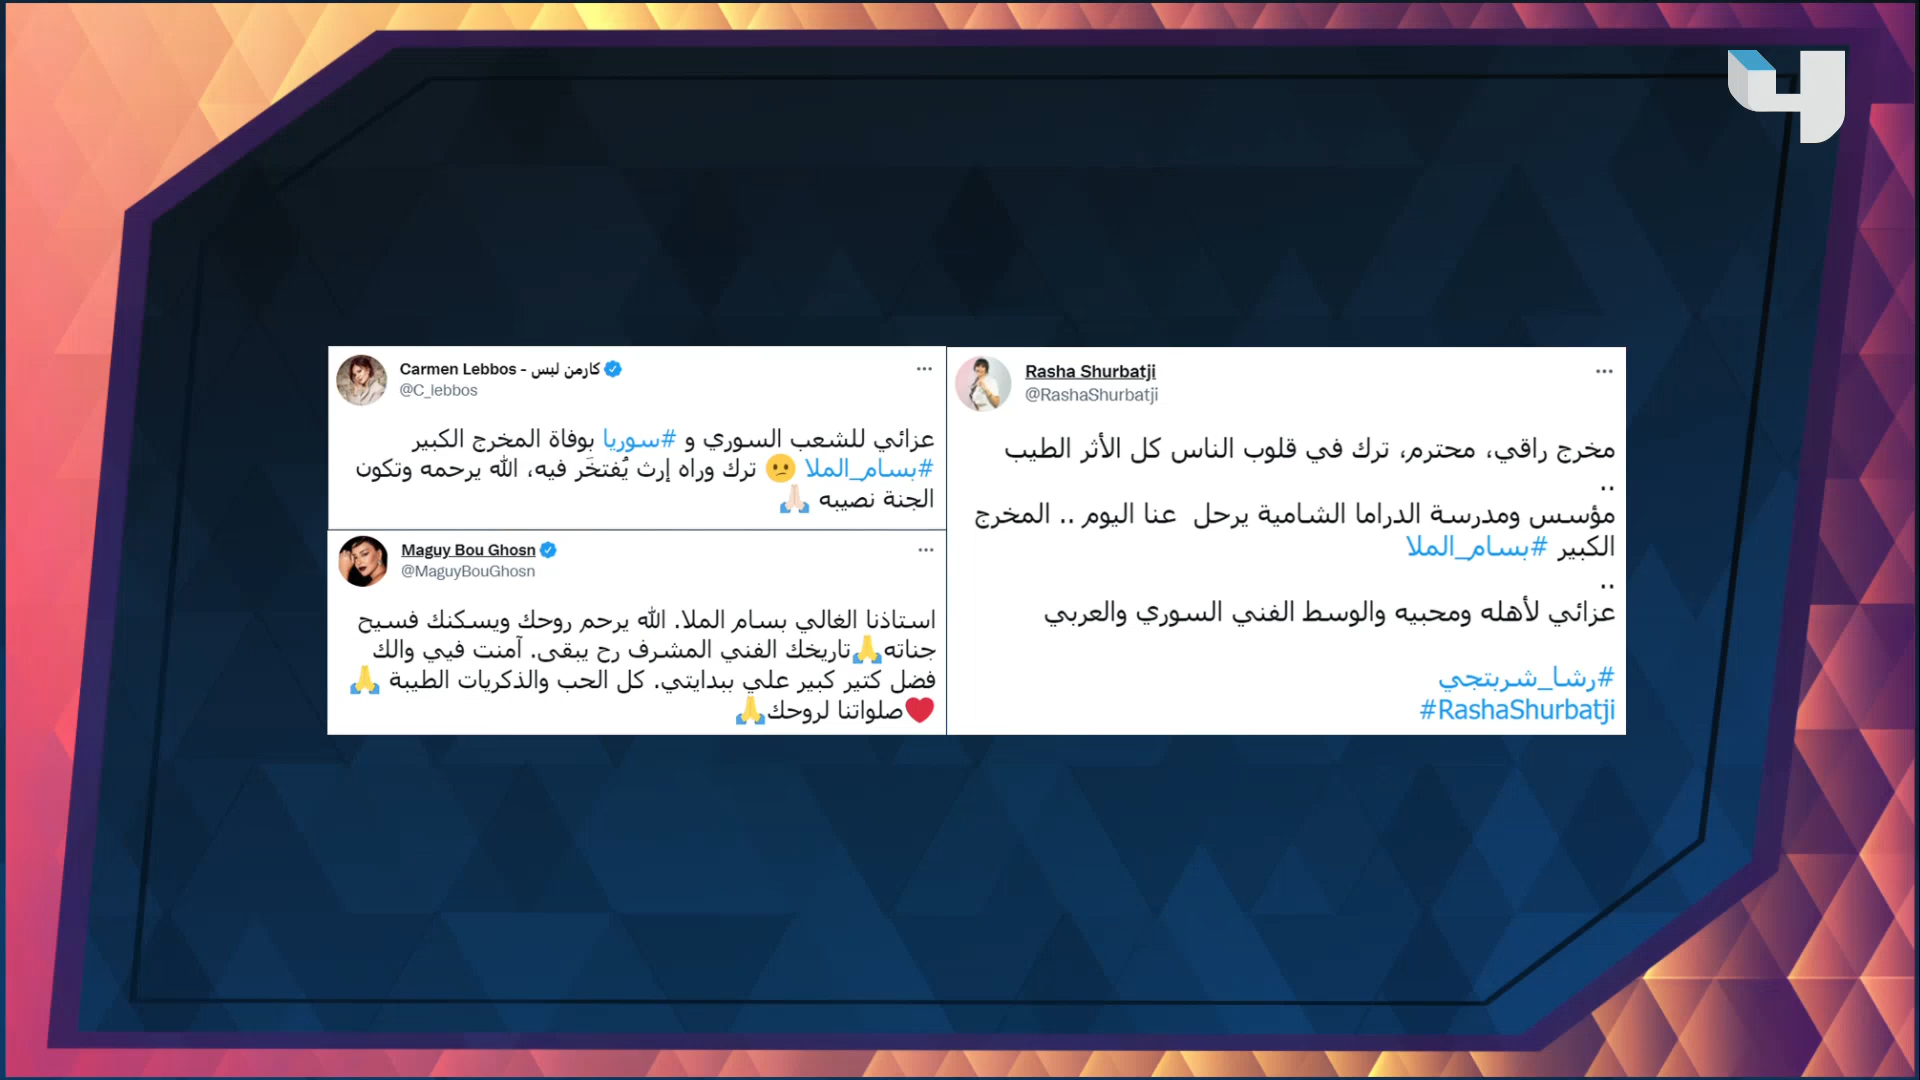 Carmen Lebbos - كارمن لبس
@C_lebbos
عزائي للشعب السوري و #سوريا بوفاة المخرج الكبير
#بسام_الملا 😕 ترك وراه إرث يُفتخَر فيه، الله يرحمه وتكون
الجنة نصيبه 🙏🏻
Maguy Bou Ghosn
@MaguyBouGhosn
استاذنا الغالي بسام الملا. الله يرحم روحك ويسكنك فسيح
جناته🙏تاريخك الفني المشرف رح يبقى. آمنت فيي والك
فضل كتير كبير علي ببدايتي. كل الحب والذكريات الطيبة 🙏
❤️صلواتنا لروحك🙏
Rasha Shurbatji
@RashaShurbatji
مخرج راقي، محترم، ترك في قلوب الناس كل الأثر الطيب
..
مؤسس ومدرسة الدراما الشامية يرحل  عنا اليوم .. المخرج
الكبير #بسام_الملا
..
عزائي لأهله ومحبيه والوسط الفني السوري والعربي
#رشا_شربتجي
#RashaShurbatji